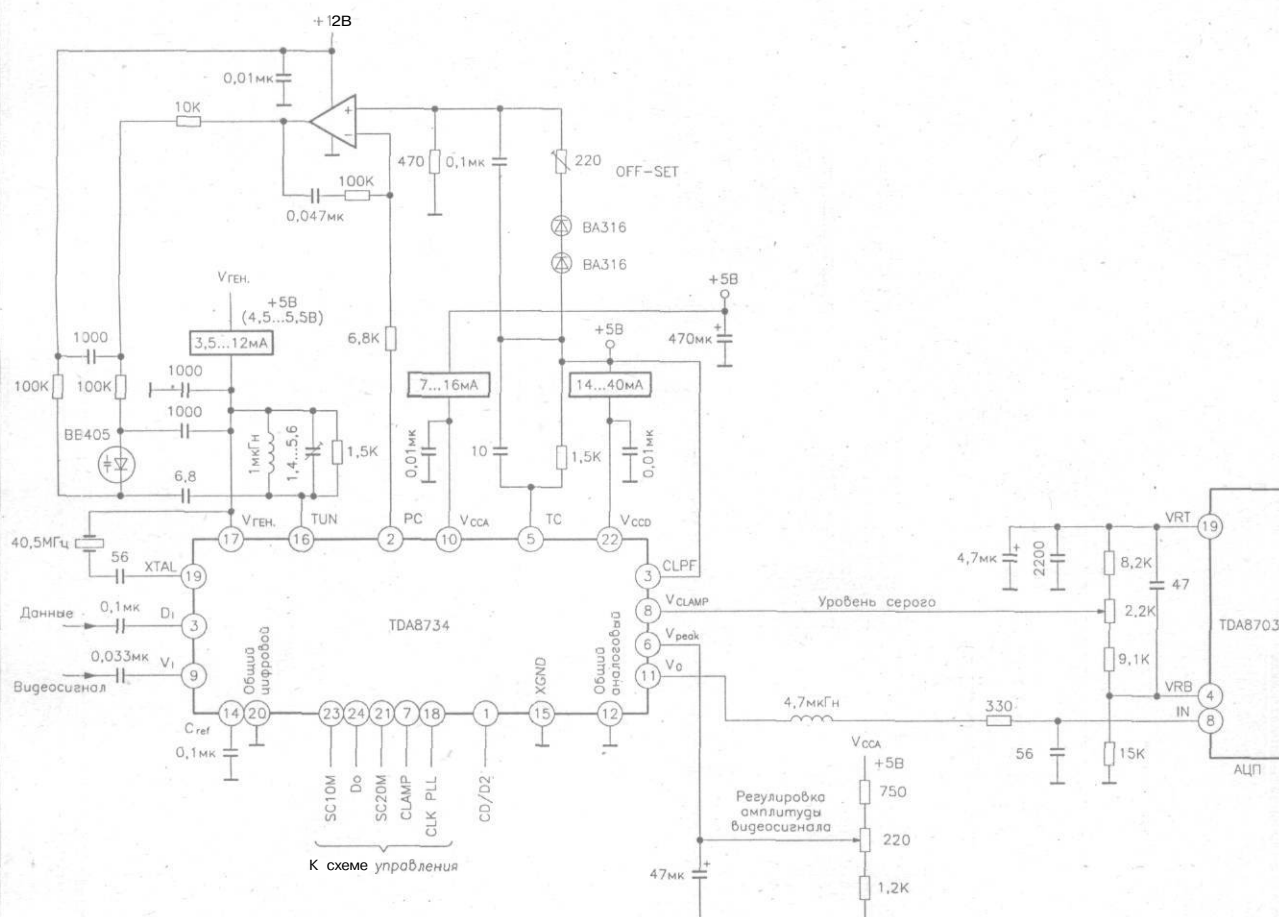 +12В
0,01мк
10К
470
0,1мк
220
OFF-SET
100К
0,047мк
BA316
BA316
VГЕН.
+5В
(4,5...5,5В)
3,5...12мА
+5В
+5В
470мк
6,8К
1000
7...16мА
14...40мА
100К
100К
1000
1000
BB405
1мкГн
1,4...5,6
1,5К
0,01мк
10
1,5К
0,01мк
6,8
VГЕН.
TUN
PC
VCCA
TC
VCCD
17
16
2
10
5
22
40,5МГц
56
XTAL
19
3
CLPF
Данные
0,1мк
DI
3
TDA8734
8
VCLAMP
Уровень серого
6
Vpeak
0,033мк
VI
9
Видеосигнал
11
VO
Общий
цифровой
XGND
Общий
аналоговый
Cref
14
20
23
24
21
7
18
1
15
12
0,1мк
SC10M
Do
SC20M
CLAMP
CLK PLL
CD/D2
К схеме управления
4,7мкГн
330
56
VCCA
+5В
750
Регулировка
амплитуды
видеосигнала
220
47мк
1,2К
4,7мк
2200
8,2К
47
2,2К
9,1К
15К
VRT
19
TDA8703
VRB
4
IN
8
АЦП